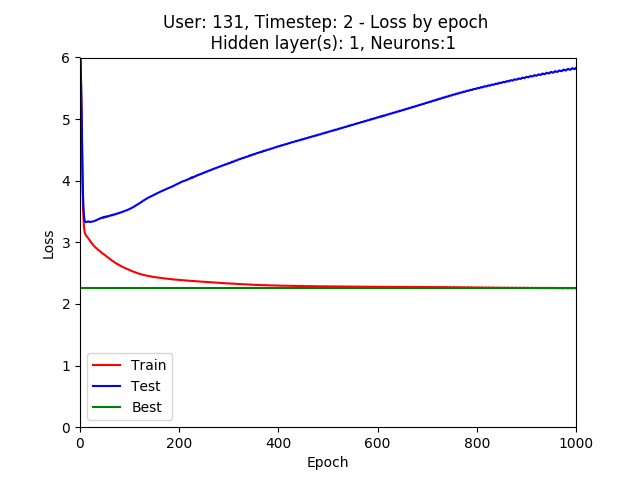 User: 131, Timestep: 2 - Loss by epoch
Hidden layer(s): 1, Neurons:1
6
5
4
3
2
1
0
Loss
Train
Test
Best
0 200 400 600 800 1000
Epoch